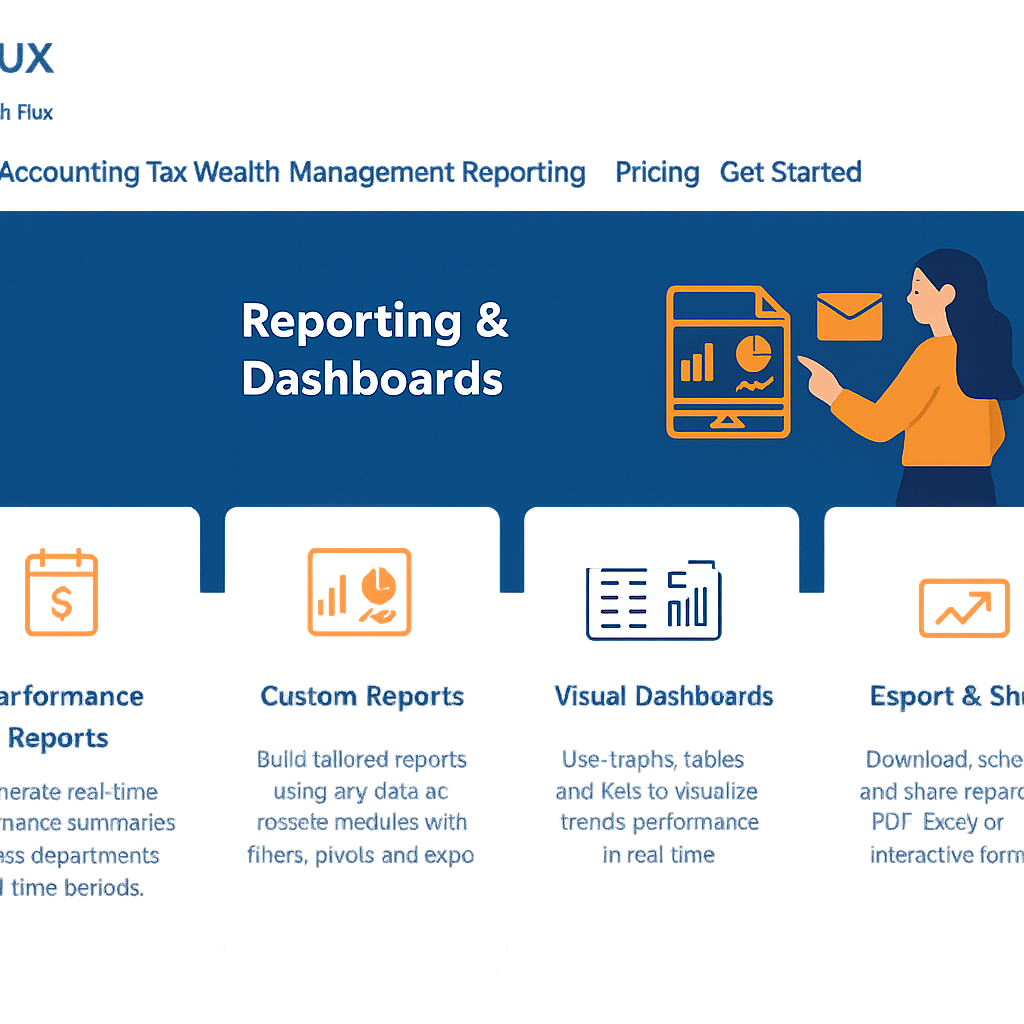 UX
h Flux
Accounting Tax Wealth Management Reporting Pricing Get Started
Reporting &
Dashboards
$
arformance
Reports
nerate real-time
mance summaries
ass departments
l time beriods.
Custom Reports
Build tallored reports
using ary data ac
rossete medules with
fihers, pivols and expo
Visual Dashboards
Use-traphs, tables
and Kels to visualize
trends performance
in real time
Esport & Shu
Download, sche
and share reparc
PDF Excey or
interactive form